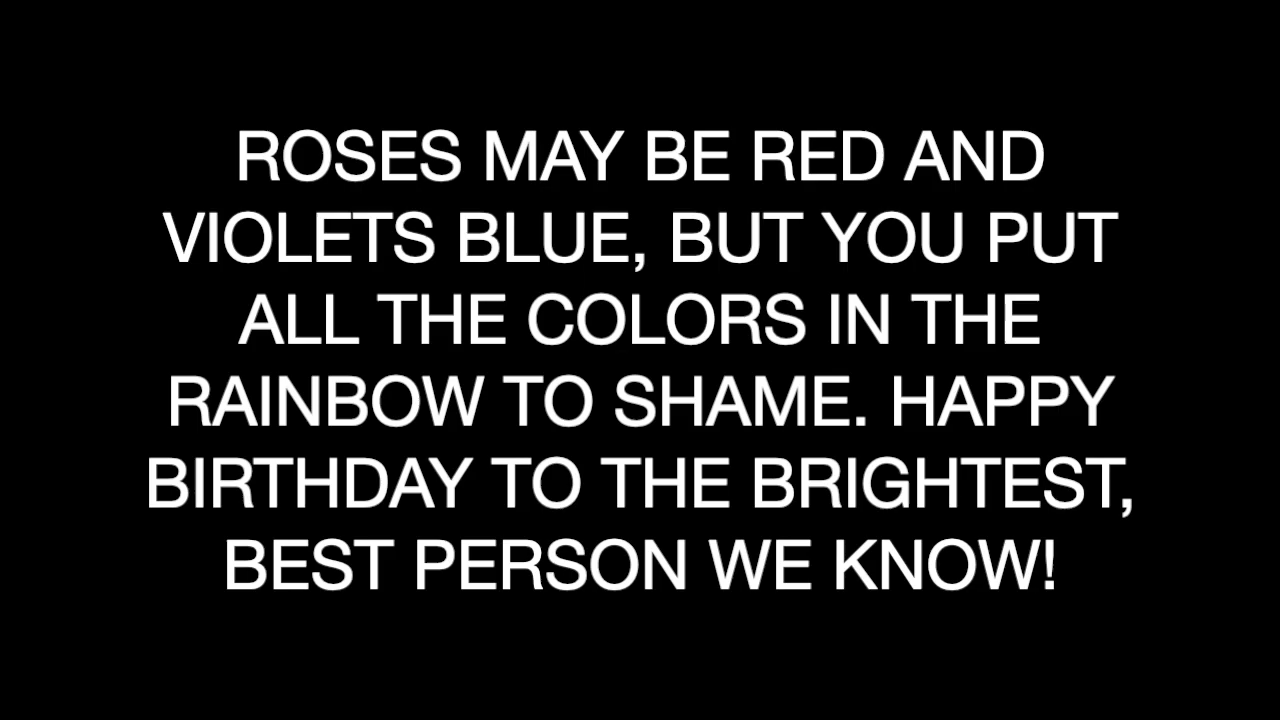 ROSES MAY BE RED AND
VIOLETS BLUE, BUT YOU PUT
ALL THE COLORS IN THE
RAINBOW TO SHAME. HAPPY
BIRTHDAY TO THE BRIGHTEST,
BEST PERSON WE KNOW!